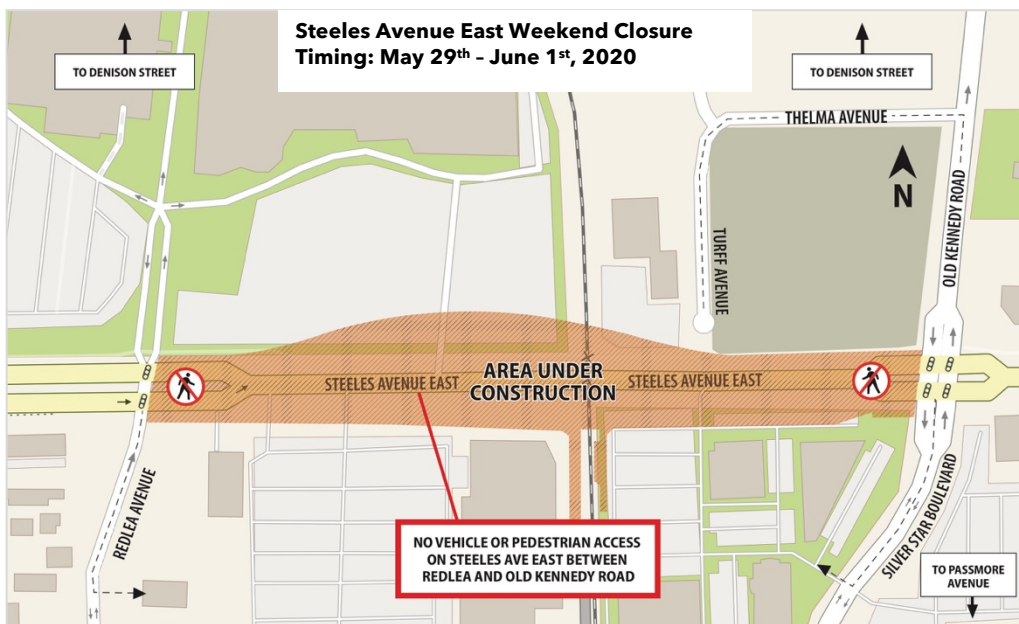 Steeles Avenue East Weekend Closure
Timing: May 29th – June 1st, 2020
TO DENISON STREET
TO DENISON STREET
THELMA AVENUE
N
OLD KENNEDY ROAD
TURFF AVENUE
STEELES AVENUE EAST
AREA UNDER
CONSTRUCTION
STEELES AVENUE EAST
REDLEA AVENUE
SILVER STAR BOULEVARD
NO VEHICLE OR PEDESTRIAN ACCESS
ON STEELES AVE EAST BETWEEN
REDLEA AND OLD KENNEDY ROAD
TO PASSMORE
AVENUE